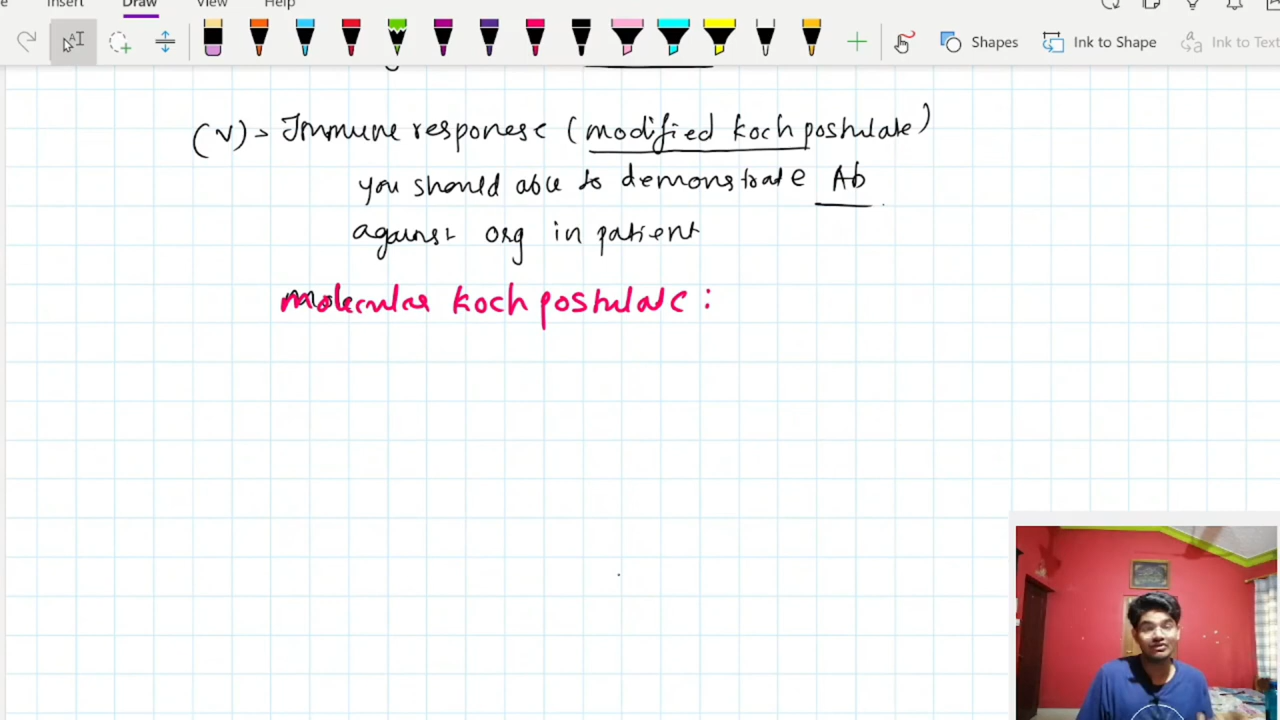 Insert Draw View Help
Shapes Ink to Shape Ink to Text
(V)> Immune responese (modified koch postulate)
you should able to demonstrate Ab
against org in patient
molecular koch postulate :